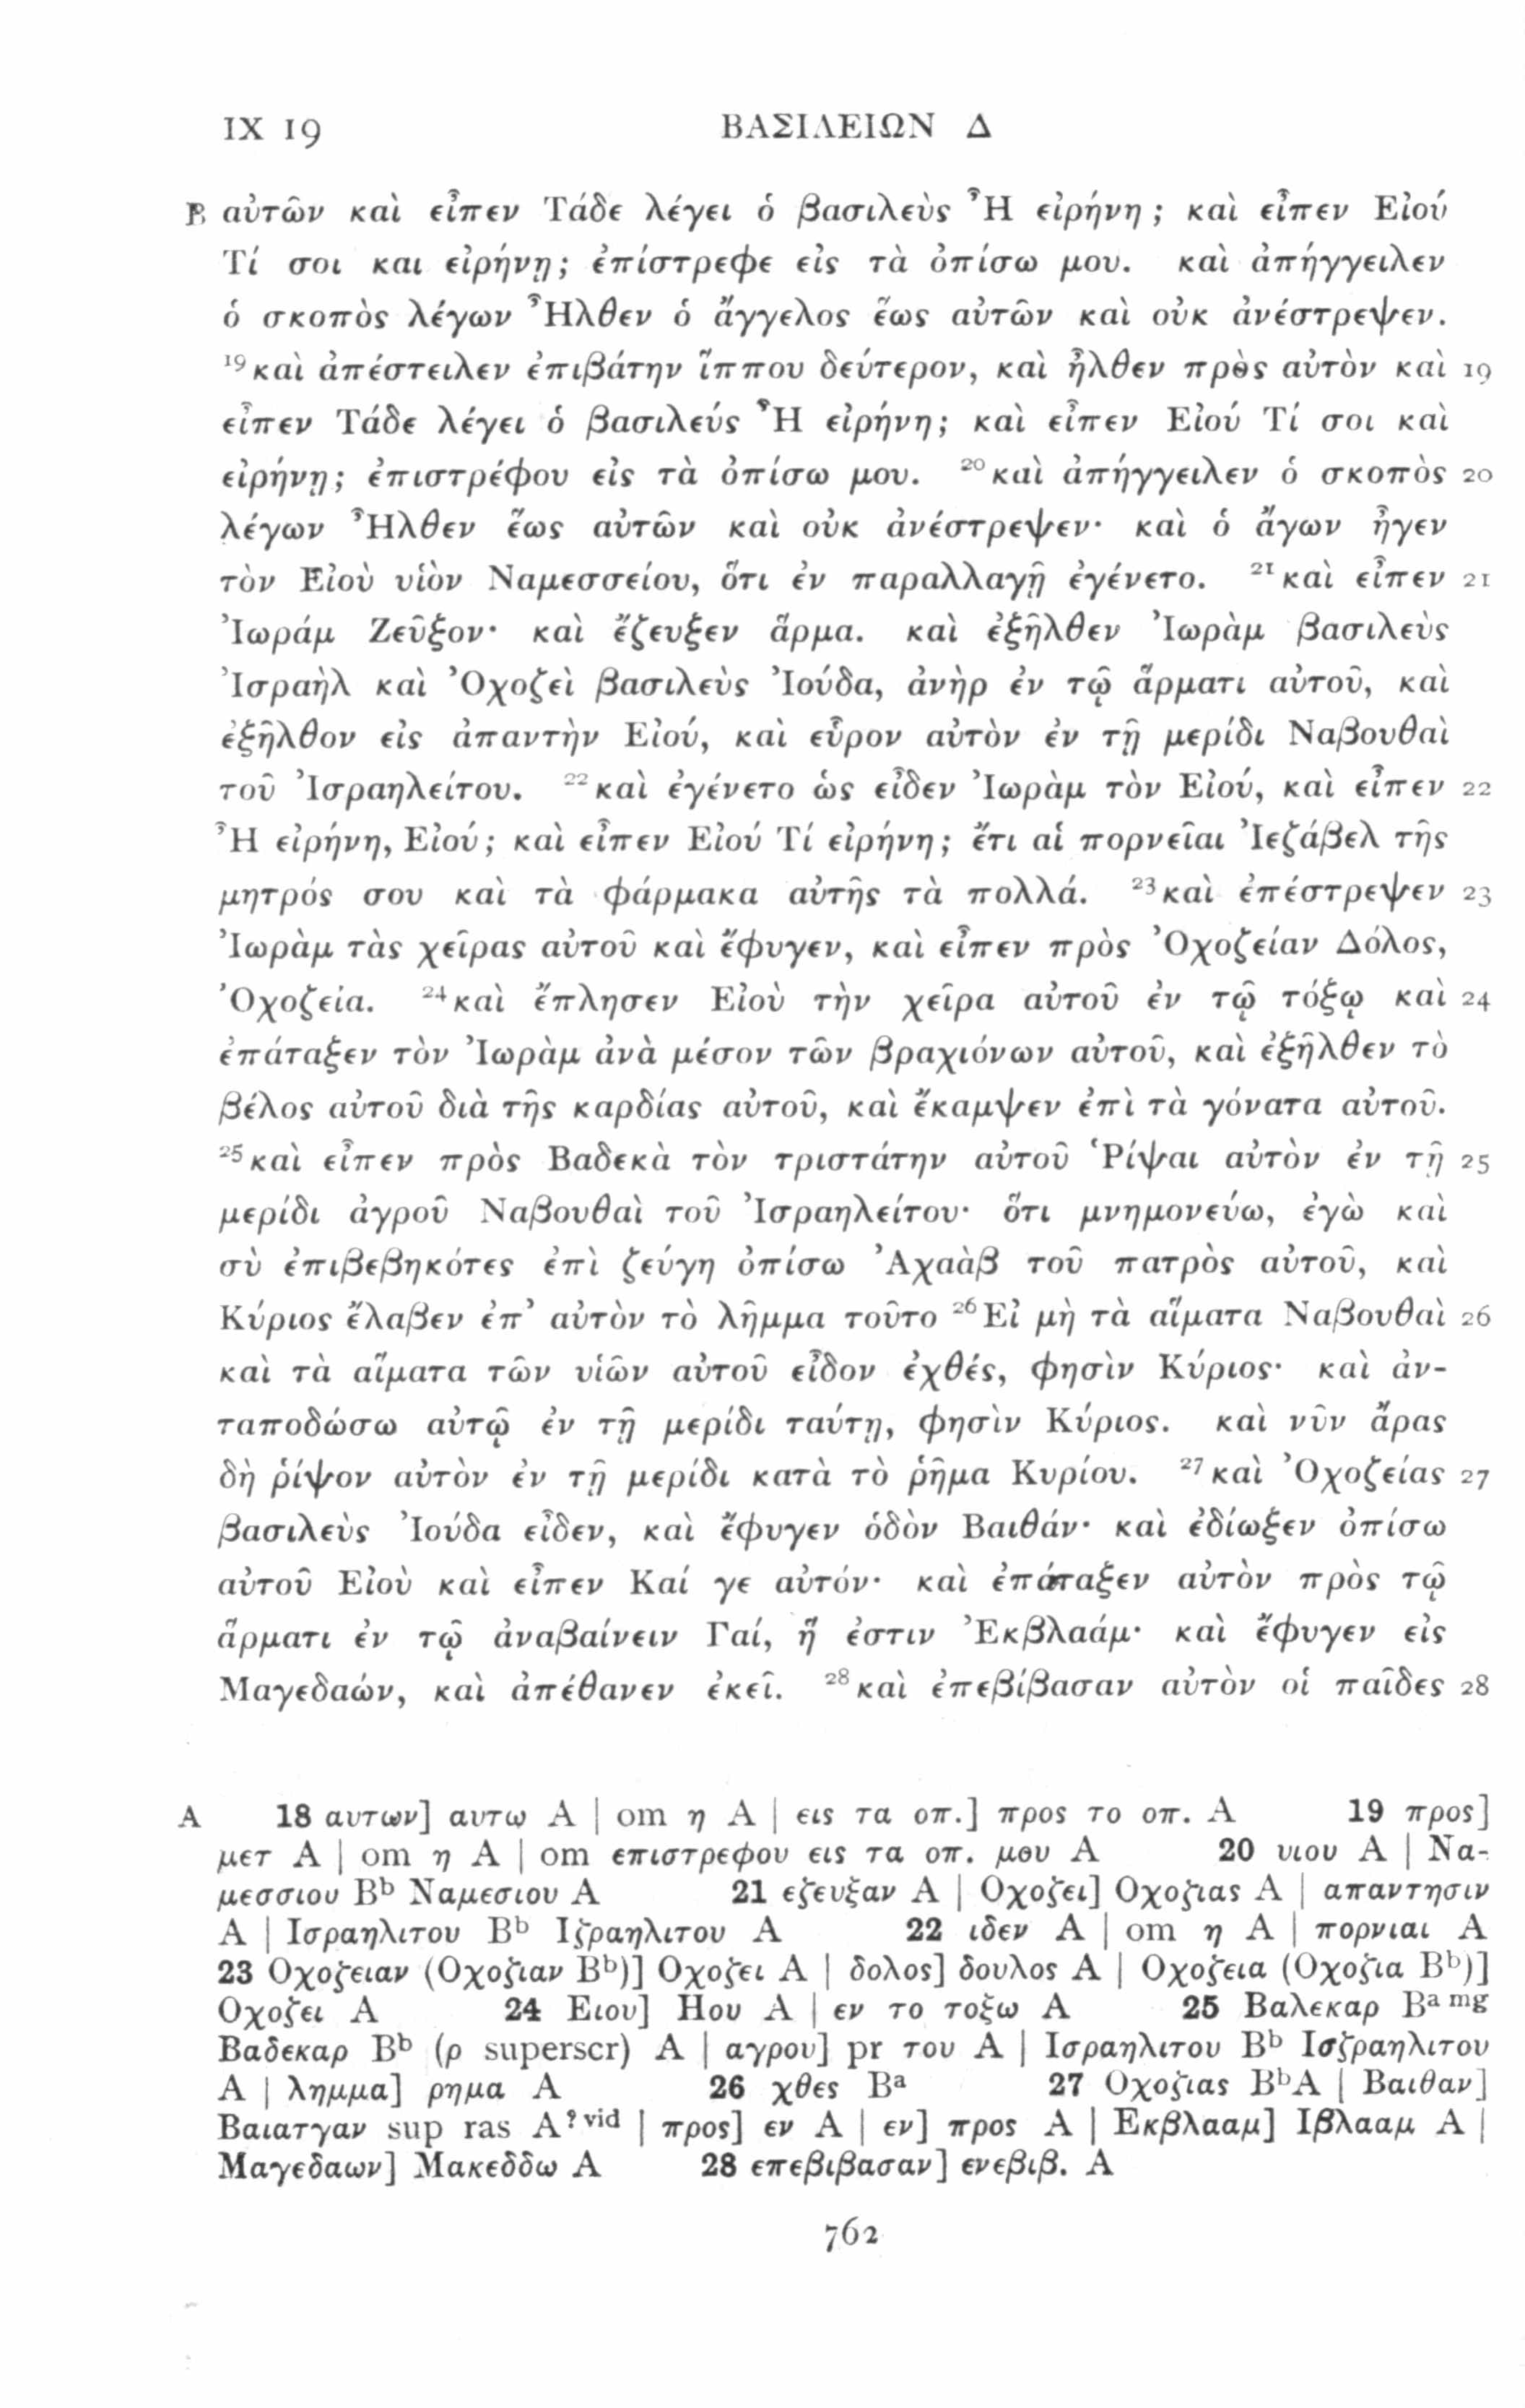 IX 19 ΒΑΣΙΛΕΙΩΝ Δ
B αὐτῶν καὶ εἶπεν Τάδε λέγει ὁ βασιλεὺς Ἦ εἰρήνη; καὶ εἶπεν Εἰού
Τί σοι και εἰρήνῃ; ἐπίστρεφε εἰς τὰ ὀπίσω μου. καὶ ἀπήγγειλεν
ὁ σκοπὸς λέγων Ἦλθεν ὁ ἄγγελος ἕως αὐτῶν καὶ οὐκ ἀνέστρεψεν.
¹⁹καὶ ἀπέστειλεν ἐπιβάτην ἵππου δεύτερον, καὶ ἦλθεν πρὸς αὐτὸν καὶ 19
εἶπεν Τάδε λέγει ὁ βασιλεύς Ἦ εἰρήνη; καὶ εἶπεν Εἰού Τί σοι καὶ
εἰρήνῃ; ἐπιστρέφου εἰς τὰ ὀπίσω μου. ²⁰καὶ ἀπήγγειλεν ὁ σκοπὸς 20
λέγων Ἦλθεν ἕως αὐτῶν καὶ οὐκ ἀνέστρεψεν· καὶ ὁ ἄγων ἦγεν
τὸν Εἰοὺ υἱὸν Ναμεσσείου, ὅτι ἐν παραλλαγῇ ἐγένετο. ²¹καὶ εἶπεν 21
Ἰωράμ Ζεῦξον· καὶ ἔζευξεν ἅρμα. καὶ ἐξῆλθεν Ἰωρὰμ βασιλεὺς
Ἰσραὴλ καὶ Ὀχοζεὶ βασιλεὺς Ἰούδα, ἀνὴρ ἐν τῷ ἅρματι αὐτοῦ, καὶ
ἐξῆλθον εἰς ἀπαντὴν Εἰού, καὶ εὗρον αὐτὸν ἐν τῇ μερίδι Ναβουθαὶ
τοῦ Ἰσραηλείτου. ²²καὶ ἐγένετο ὡς εἶδεν Ἰωρὰμ τὸν Εἰού, καὶ εἶπεν 22
Ἦ εἰρήνη, Εἰού; καὶ εἶπεν Εἰού Τί εἰρήνη; ἔτι αἱ πορνεῖαι Ἰεζάβελ τῆς
μητρός σου καὶ τὰ φάρμακα αὐτῆς τὰ πολλά. ²³καὶ ἐπέστρεψεν 23
Ἰωρὰμ τὰς χεῖρας αὐτοῦ καὶ ἔφυγεν, καὶ εἶπεν πρὸς Ὀχοζείαν Δόλος,
Ὀχοζεία. ²⁴καὶ ἔπλησεν Εἰοὺ τὴν χεῖρα αὐτοῦ ἐν τῷ τόξῳ καὶ 24
ἐπάταξεν τὸν Ἰωρὰμ ἀνὰ μέσον τῶν βραχιόνων αὐτοῦ, καὶ ἐξῆλθεν τὸ
βέλος αὐτοῦ διὰ τῆς καρδίας αὐτοῦ, καὶ ἔκαμψεν ἐπὶ τὰ γόνατα αὐτοῦ.
²⁵καὶ εἶπεν πρὸς Βαδεκὰ τὸν τριστάτην αὐτοῦ Ῥίψαι αὐτὸν ἐν τῇ 25
μερίδι ἀγροῦ Ναβουθαὶ τοῦ Ἰσραηλείτου· ὅτι μνημονεύω, ἐγὼ καὶ
σὺ ἐπιβεβηκότες ἐπὶ ζεύγη ὀπίσω Ἀχαὰβ τοῦ πατρὸς αὐτοῦ, καὶ
Κύριος ἔλαβεν ἐπ᾽ αὐτὸν τὸ λῆμμα τοῦτο ²⁶Εἰ μὴ τὰ αἵματα Ναβουθαὶ 26
καὶ τὰ αἵματα τῶν υἱῶν αὐτοῦ εἶδον ἐχθές, φησὶν Κύριος· καὶ ἀν-
ταποδώσω αὐτῷ ἐν τῇ μερίδι ταύτῃ, φησὶν Κύριος. καὶ νῦν ἄρας
δὴ ῥίψον αὐτὸν ἐν τῇ μερίδι κατὰ τὸ ῥῆμα Κυρίου. ²⁷καὶ Ὀχοζείας 27
βασιλεὺς Ἰούδα εἶδεν, καὶ ἔφυγεν ὁδὸν Βαιθάν· καὶ ἐδίωξεν ὀπίσω
αὐτοῦ Εἰοὺ καὶ εἶπεν Καί γε αὐτόν· καὶ ἐπάταξεν αὐτὸν πρὸς τῷ
ἅρματι ἐν τῷ ἀναβαίνειν Γαί, ἥ ἐστιν Ἐκβλαάμ· καὶ ἔφυγεν εἰς
Μαγεδαών, καὶ ἀπέθανεν ἐκεῖ. ²⁸καὶ ἐπεβίβασαν αὐτὸν οἱ παῖδες 28
A 18 αυτων] αυτω A | om η A | εις τα οπ.] προς το οπ. A 19 προς]
μετ A | om η A | om επιστρεφου εις τα οπ. μου A 20 υιου A | Να-
μεσσιου Bᵇ Ναμεσιου A 21 εζευξαν A | Οχοζει] Οχοζιας A | απαντησιν
A | Ισραηλιτου Bᵇ Ιζραηλιτου A 22 ιδεν A | om η A | πορνιαι A
23 Οχοζειαν (Οχοζιαν Bᵇ)] Οχοζει A | δολος] δουλος A | Οχοζεια (Οχοζια Bᵇ)]
Οχοζει A 24 Ειου] Ηου A | εν το τοξω A 25 Βαλεκαρ Bᵃ ᵐᵍ
Βαδεκαρ Bᵇ (ρ superscr) A | αγρου] pr του A | Ισραηλιτου Bᵇ Ισζραηλιτου
A | λημμα] ρημα A 26 χθες Bᵃ 27 Οχοζιας BᵇA | Βαιθαν]
Βαιατγαν sup ras A?ᵛⁱᵈ | προς] εν A | εν] προς A | Εκβλααμ] Ιβλααμ A |
Μαγεδαων] Μακεδδω A 28 επεβιβασαν] ενεβιβ. A
762